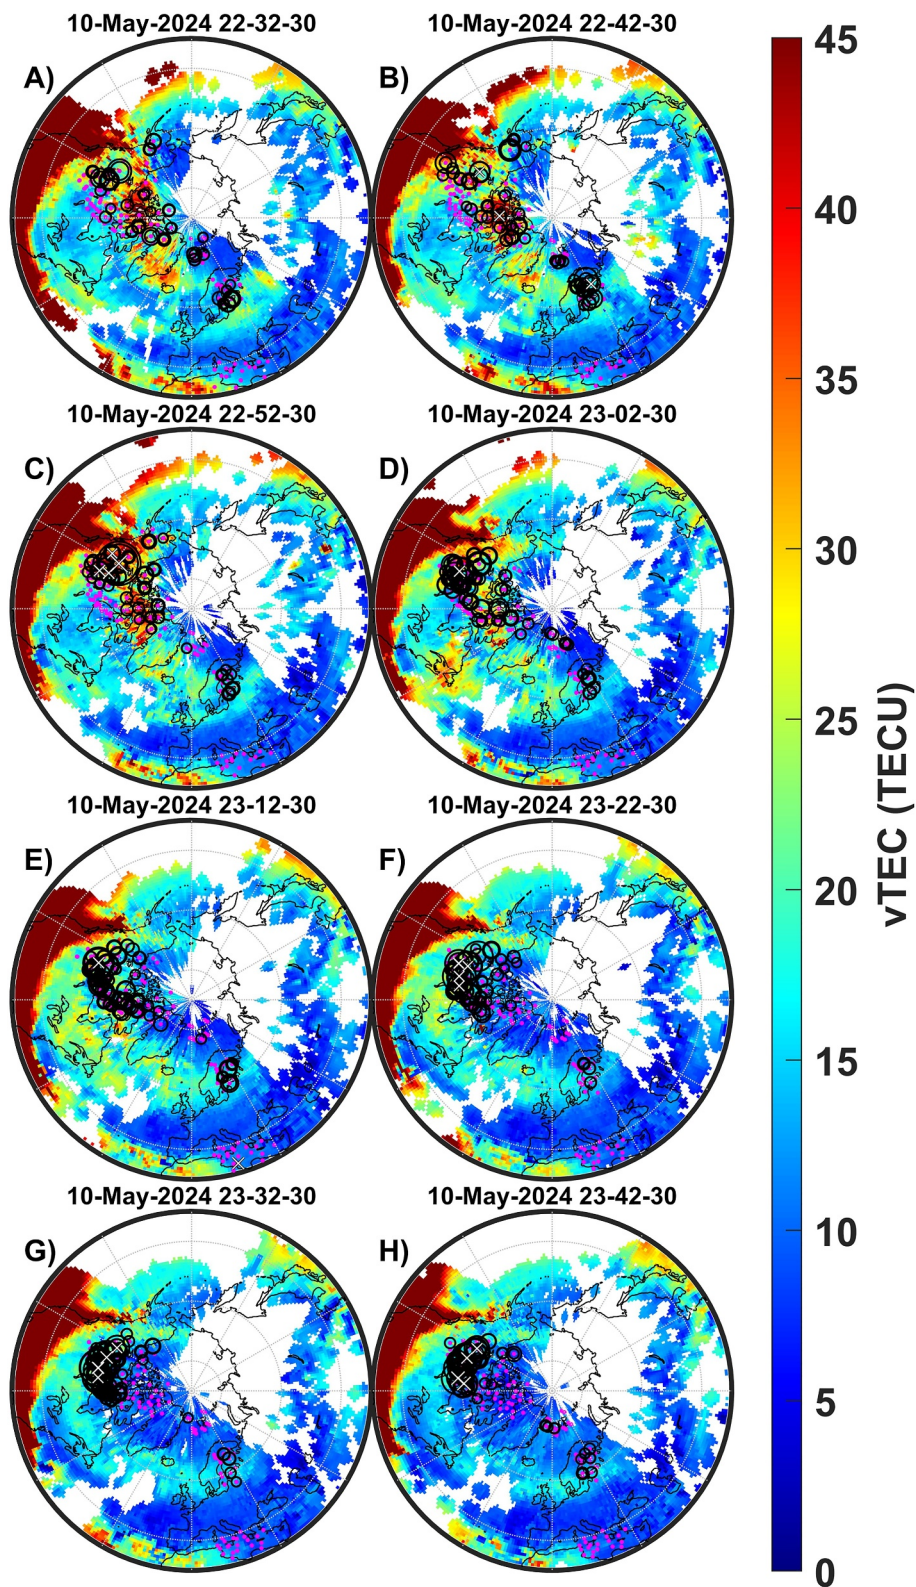 10-May-2024 22-32-30
10-May-2024 22-42-30
A)
B)
10-May-2024 22-52-30
10-May-2024 23-02-30
C)
D)
10-May-2024 23-12-30
10-May-2024 23-22-30
E)
F)
10-May-2024 23-32-30
10-May-2024 23-42-30
G)
H)
45
40
35
30
25
20
15
10
5
0
vTEC (TECU)